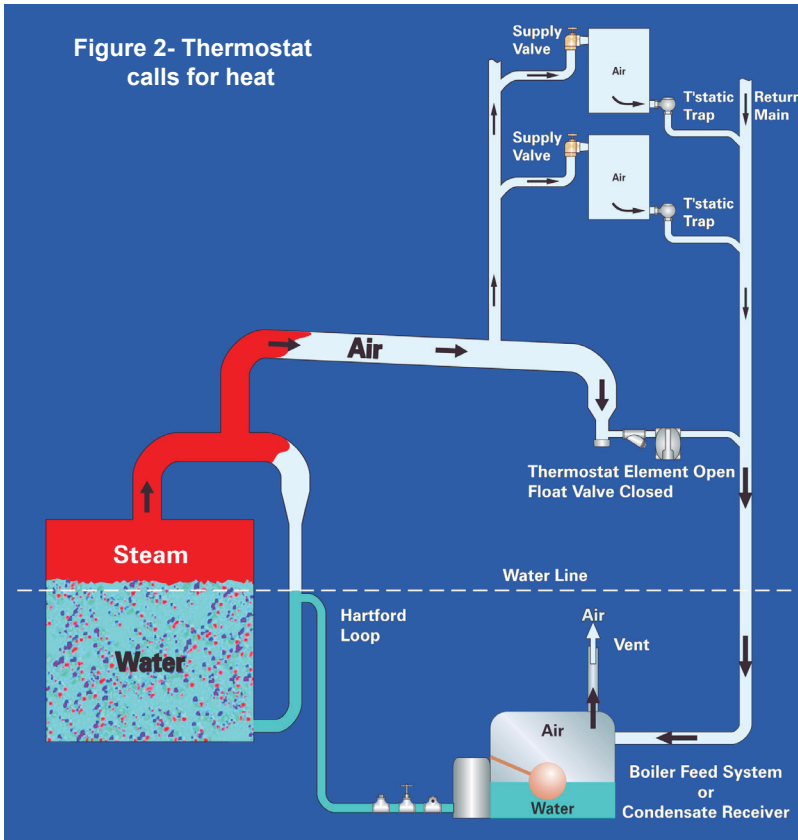 Figure 2- Thermostat
calls for heat
Supply
Valve
Air
T'static
Trap
Return
Main
Supply
Valve
Air
T'static
Trap
Air
Thermostat Element Open
Float Valve Closed
Steam
Water Line
Water
Hartford
Loop
Air
Vent
Air
Water
Boiler Feed System
or
Condensate Receiver